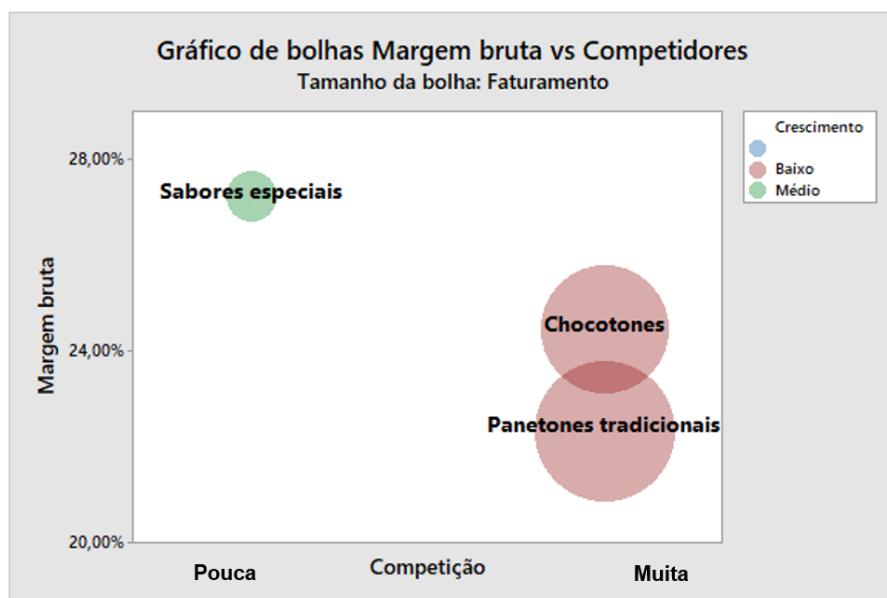 Gráfico de bolhas Margem bruta vs Competidores
Tamanho da bolha: Faturamento
Crescimento
Baixo
Médio
28,00%
Sabores especiais
Margem bruta
24,00%
Chocotones
Panetones tradicionais
20,00%
Pouca
Competição
Muita